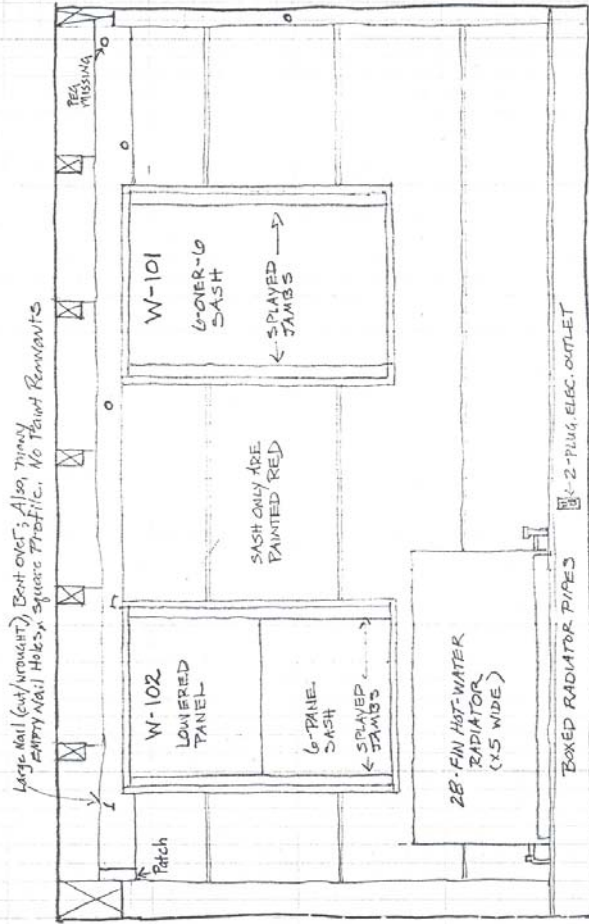 Large Nail (cut/wrought?), Bent over; Also, many
EMPTY Nail Holes, square Profile. No Paint Remnants
PEG
MISSING
Patch
W-102
LOUVERED
PANEL
6-PANE
SASH
← SPLAYED →
JAMBS
SASH ONLY ARE
PAINTED RED
W-101
6-OVER-6
SASH
← SPLAYED →
JAMBS
28-FIN HOT-WATER
RADIATOR
(x5 WIDE)
BOXED RADIATOR PIPES
← 2-PLUG ELEC. OUTLET